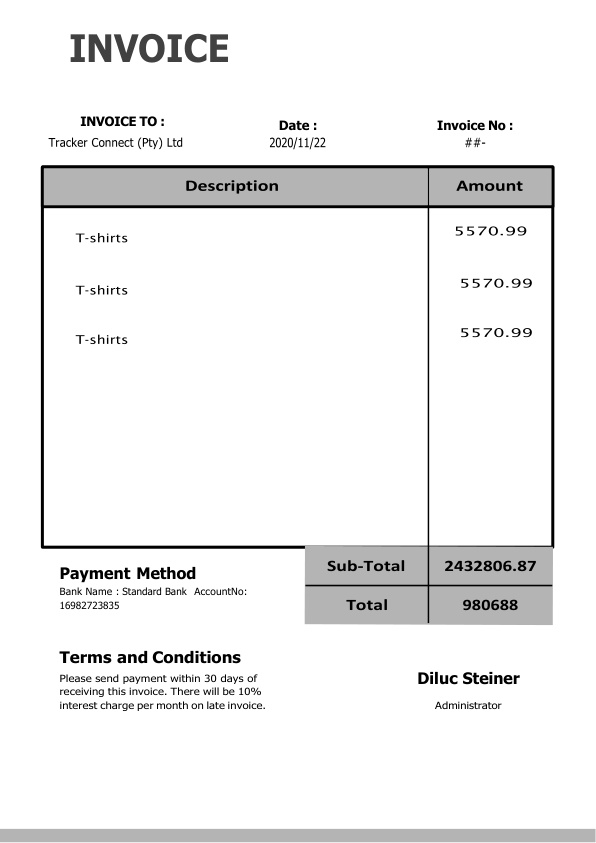 INVOICE
INVOICE TO :
Tracker Connect (Pty) Ltd
Date :
2020/11/22
Invoice No :
##-
Description
Amount
T-shirts
5570.99
T-shirts
5570.99
T-shirts
5570.99
Sub-Total
2432806.87
Total
980688
Payment Method
Bank Name : Standard Bank AccountNo:
16982723835
Terms and Conditions
Please send payment within 30 days of
receiving this invoice. There will be 10%
interest charge per month on late invoice.
Diluc Steiner
Administrator